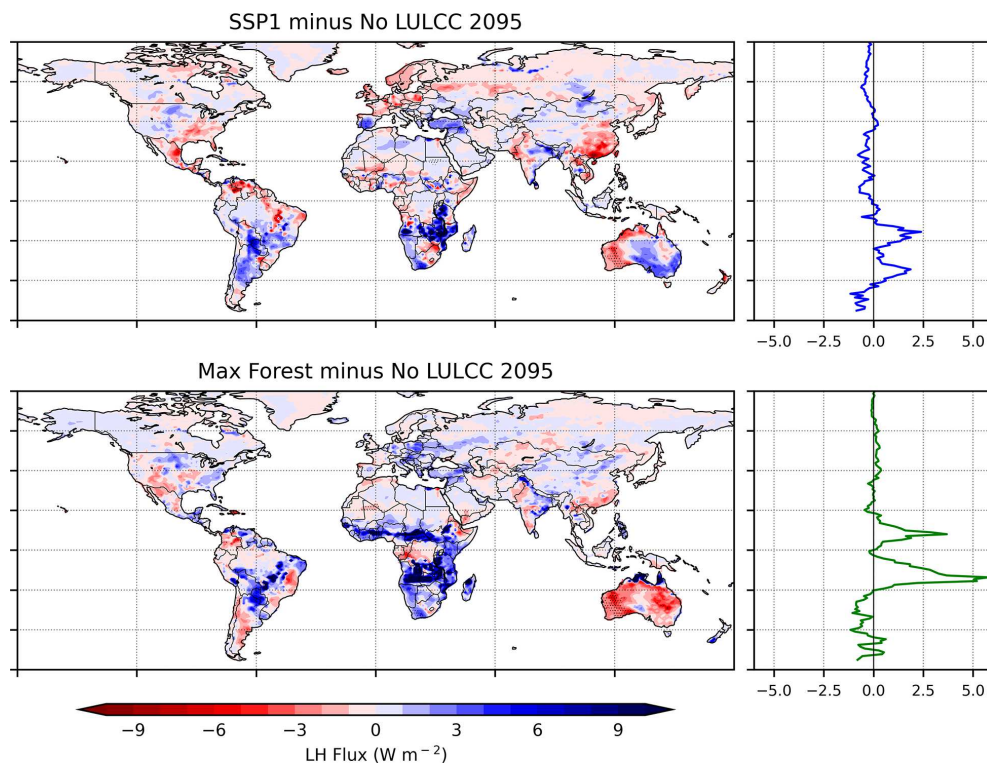 SSP1 minus No LULCC 2095
−5.0 −2.5 0.0 2.5 5.0
Max Forest minus No LULCC 2095
−5.0 −2.5 0.0 2.5 5.0
−9 −6 −3 0 3 6 9
LH Flux (W m⁻²)